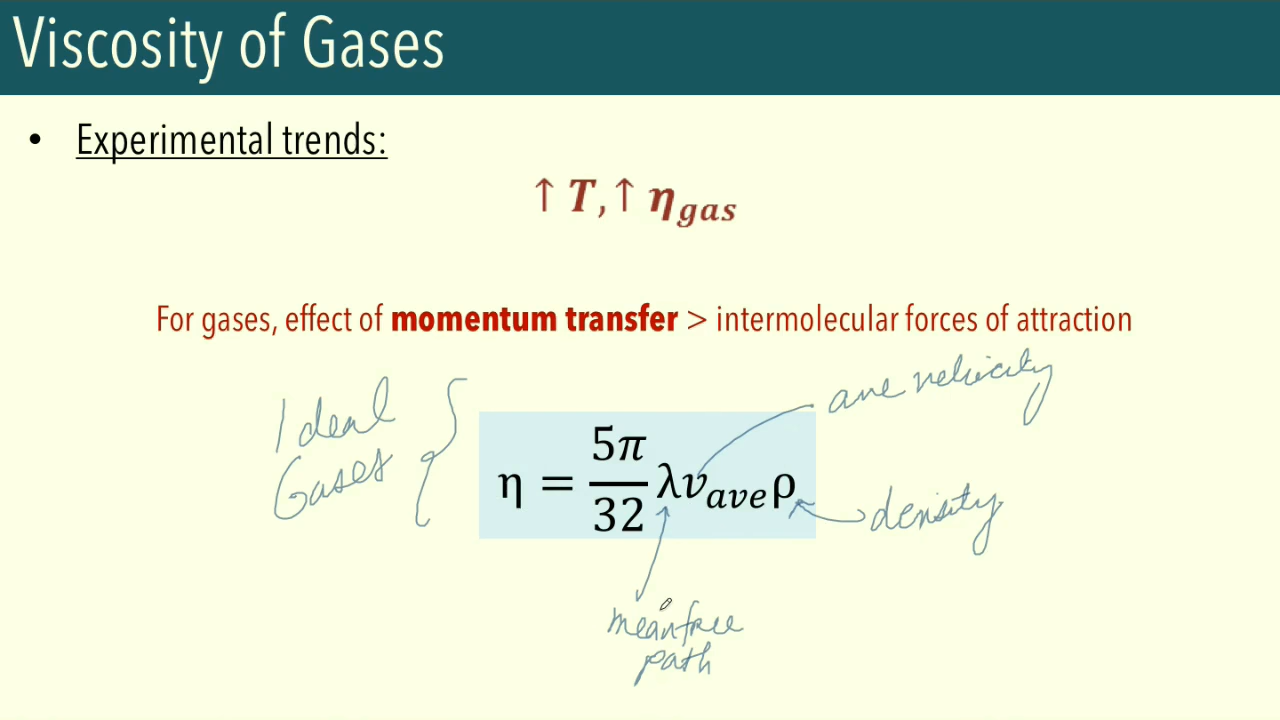 Viscosity of Gases
• Experimental trends:
↑ T, ↑ η_gas
For gases, effect of momentum transfer > intermolecular forces of attraction
Ideal
Gases
ave velocity
η = 5π/32 λv_ave ρ
density
mean free
path